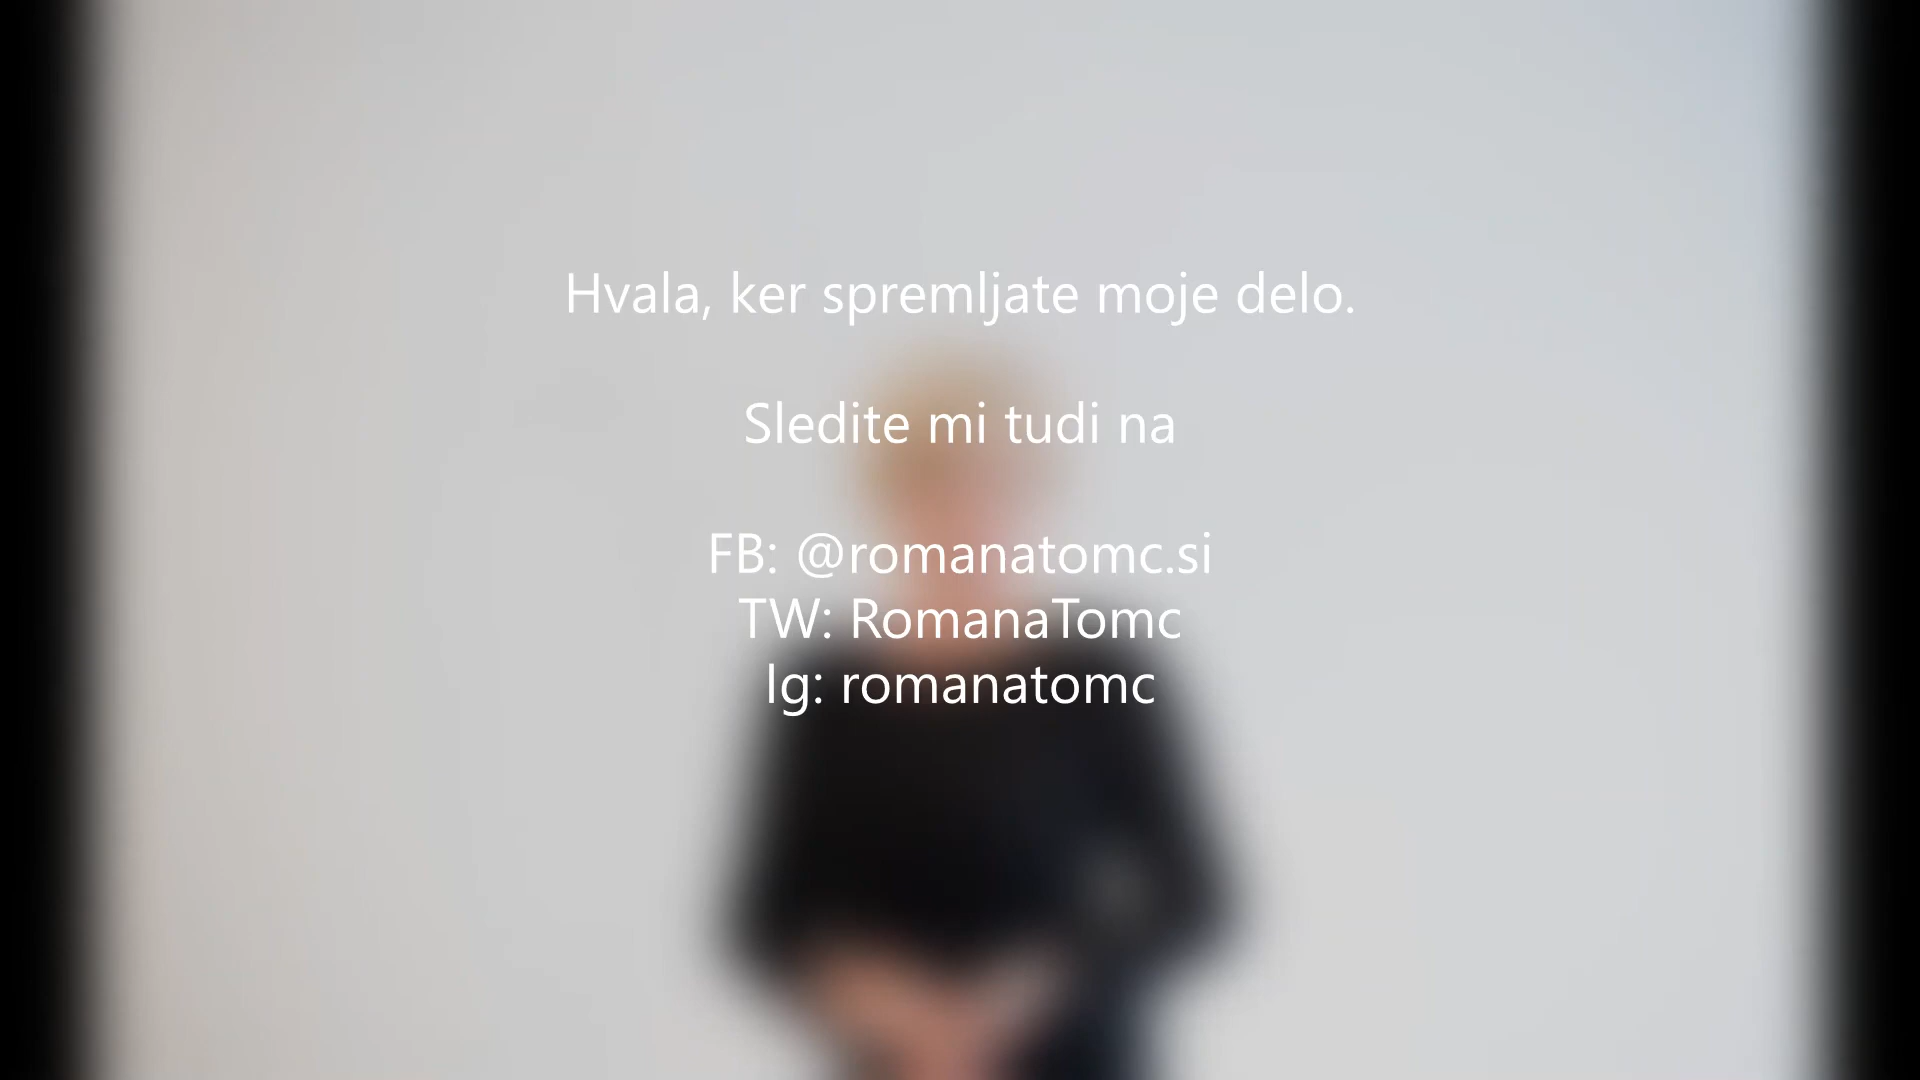 Hvala, ker spremljate moje delo.
Sledite mi tudi na
FB: @romanatomc.si
TW: RomanaTomc
Ig: romanatomc